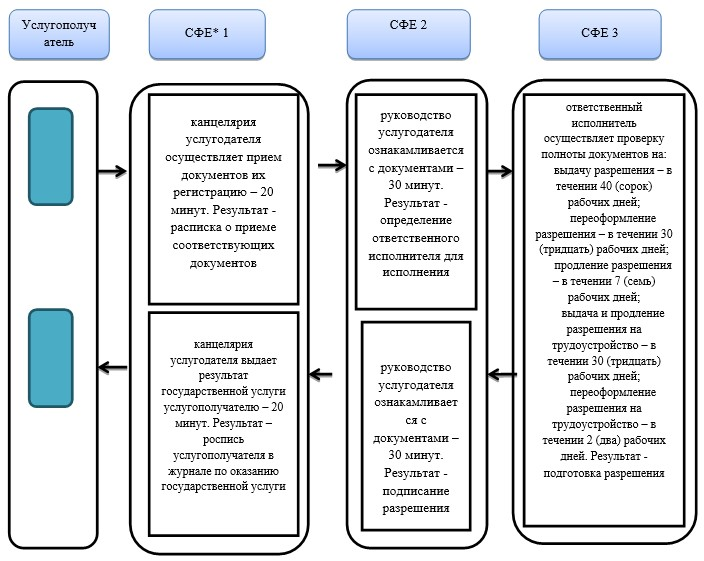 Услугополуч
атель
СФЕ* 1
СФЕ 2
СФЕ 3
канцелярия
услугодателя
осуществляет прием
документов их
регистрацию – 20
минут. Результат -
расписка о приеме
соответствующих
документов
руководство
услугодателя
ознакамливается
с документами –
30 минут.
Результат -
определение
ответственного
исполнителя для
исполнения
ответственный
исполнитель
осуществляет проверку
полноты документов на:
выдачу разрешения – в
течении 40 (сорок)
рабочих дней;
переоформление
разрешения – в течении 30
(тридцать) рабочих дней;
продление разрешения
– в течении 7 (семь)
рабочих дней;
выдача и продление
разрешения на
трудоустройство – в
течении 30 (тридцать)
рабочих дней;
переоформление
разрешения на
трудоустройство – в
течении 2 (два) рабочих
дней. Результат -
подготовка разрешения
руководство
услугодателя
ознакамливает
ся с
документами –
30 минут.
Результат -
подписание
разрешения
канцелярия
услугодателя выдает
результат
государственной услуги
услугополучателю – 20
минут. Результат –
роспись
услугополучателя в
журнале по оказанию
государственной услуги